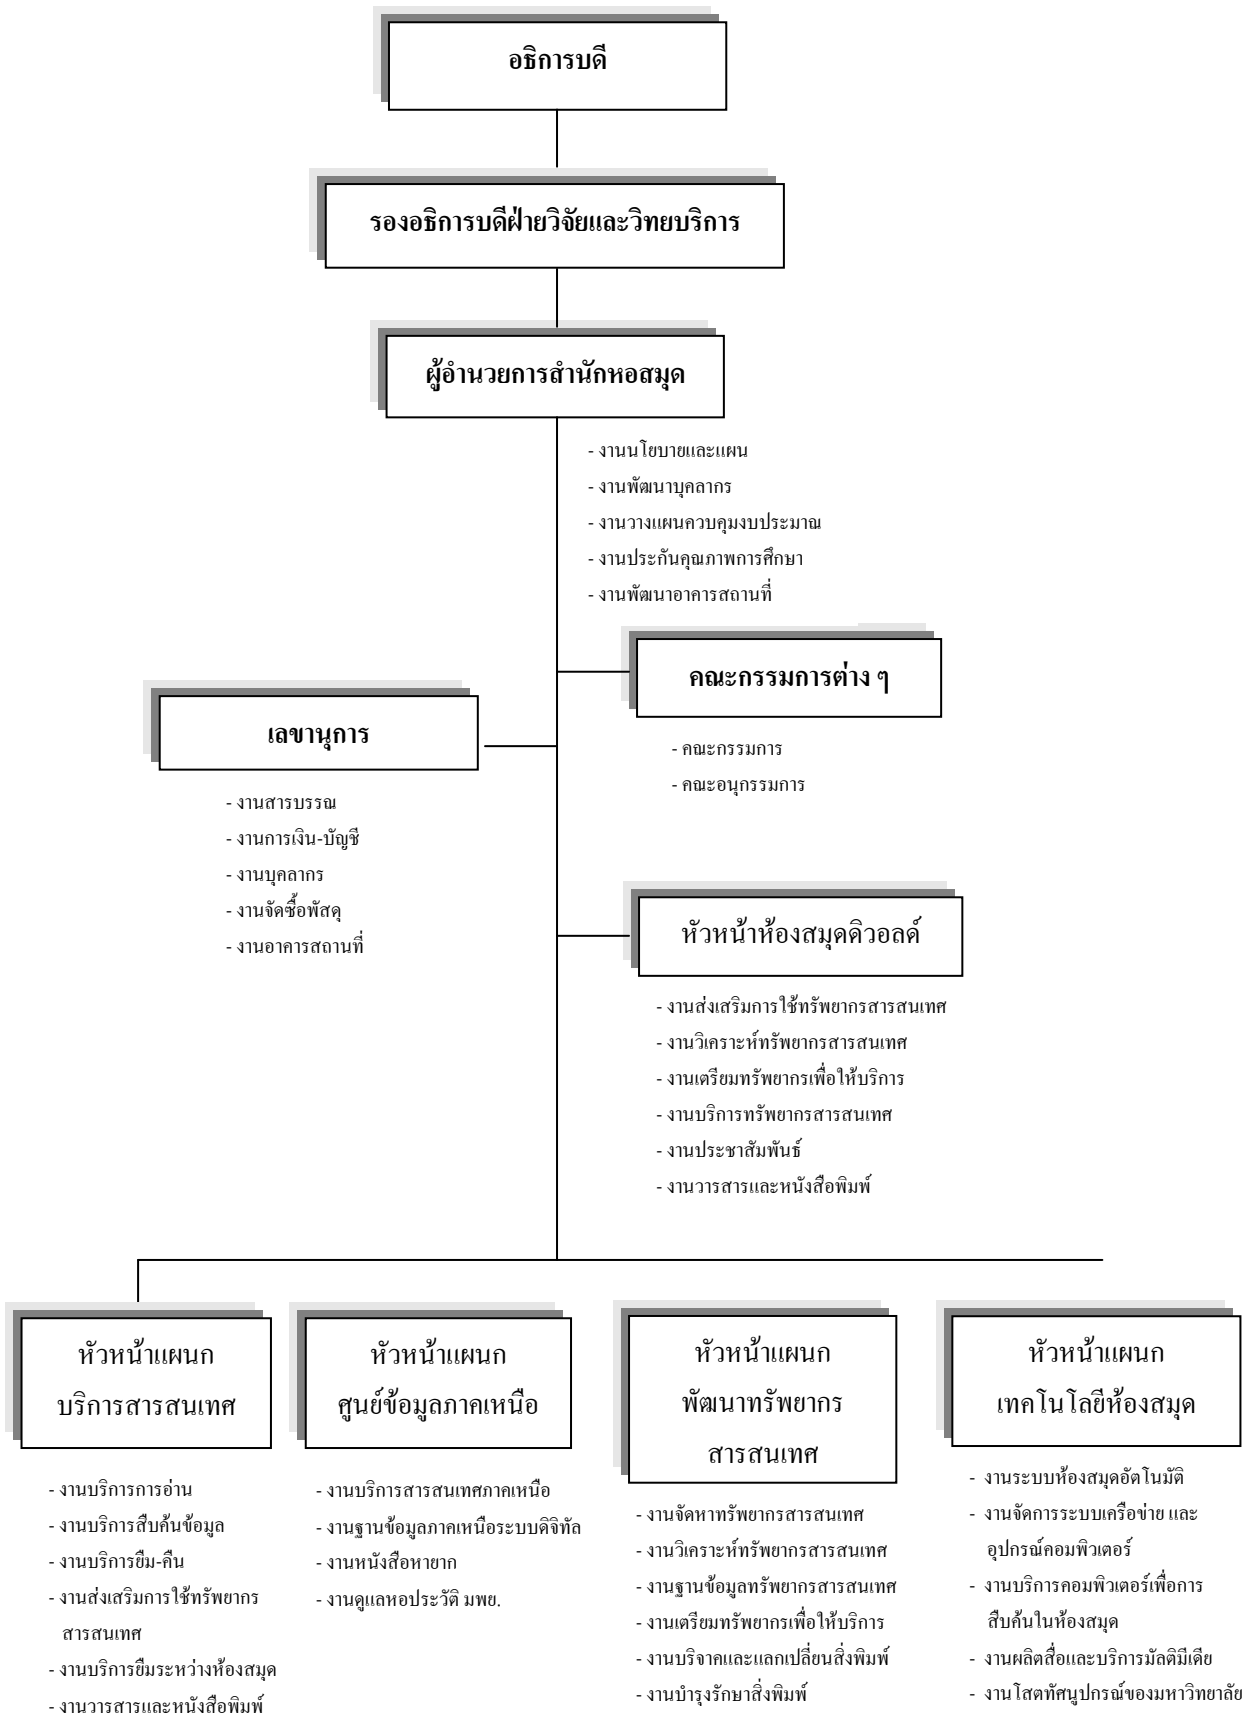 อธิการบดี
รองอธิการบดีฝ่ายวิจัยและวิทยบริการ
ผู้อำนวยการสำนักหอสมุด
- งานนโยบายและแผน
- งานพัฒนาบุคลากร
- งานวางแผนควบคุมงบประมาณ
- งานประกันคุณภาพการศึกษา
- งานพัฒนาอาคารสถานที่
คณะกรรมการต่าง ๆ
- คณะกรรมการ
- คณะอนุกรรมการ
เลขานุการ
- งานสารบรรณ
- งานการเงิน-บัญชี
- งานบุคลากร
- งานจัดซื้อพัสดุ
- งานอาคารสถานที่
หัวหน้าห้องสมุดดิวอลด์
- งานส่งเสริมการใช้ทรัพยากรสารสนเทศ
- งานวิเคราะห์ทรัพยากรสารสนเทศ
- งานเตรียมทรัพยากรเพื่อให้บริการ
- งานบริการทรัพยากรสารสนเทศ
- งานประชาสัมพันธ์
- งานวารสารและหนังสือพิมพ์
หัวหน้าแผนก
บริการสารสนเทศ
- งานบริการการอ่าน
- งานบริการสืบค้นข้อมูล
- งานบริการยืม-คืน
- งานส่งเสริมการใช้ทรัพยากร
สารสนเทศ
- งานบริการยืมระหว่างห้องสมุด
- งานวารสารและหนังสือพิมพ์
หัวหน้าแผนก
ศูนย์ข้อมูลภาคเหนือ
- งานบริการสารสนเทศภาคเหนือ
- งานฐานข้อมูลภาคเหนือระบบดิจิทัล
- งานหนังสือหายาก
- งานดูแลหอประวัติ มพย.
หัวหน้าแผนก
พัฒนาทรัพยากร
สารสนเทศ
- งานจัดหาทรัพยากรสารสนเทศ
- งานวิเคราะห์ทรัพยากรสารสนเทศ
- งานฐานข้อมูลทรัพยากรสารสนเทศ
- งานเตรียมทรัพยากรเพื่อให้บริการ
- งานบริจาคและแลกเปลี่ยนสิ่งพิมพ์
- งานบำรุงรักษาสิ่งพิมพ์
หัวหน้าแผนก
เทคโนโลยีห้องสมุด
- งานระบบห้องสมุดอัตโนมัติ
- งานจัดการระบบเครือข่าย และ
อุปกรณ์คอมพิวเตอร์
- งานบริการคอมพิวเตอร์เพื่อการ
สืบค้นในห้องสมุด
- งานผลิตสื่อและบริการมัลติมีเดีย
- งานโสตทัศนูปกรณ์ของมหาวิทยาลัย